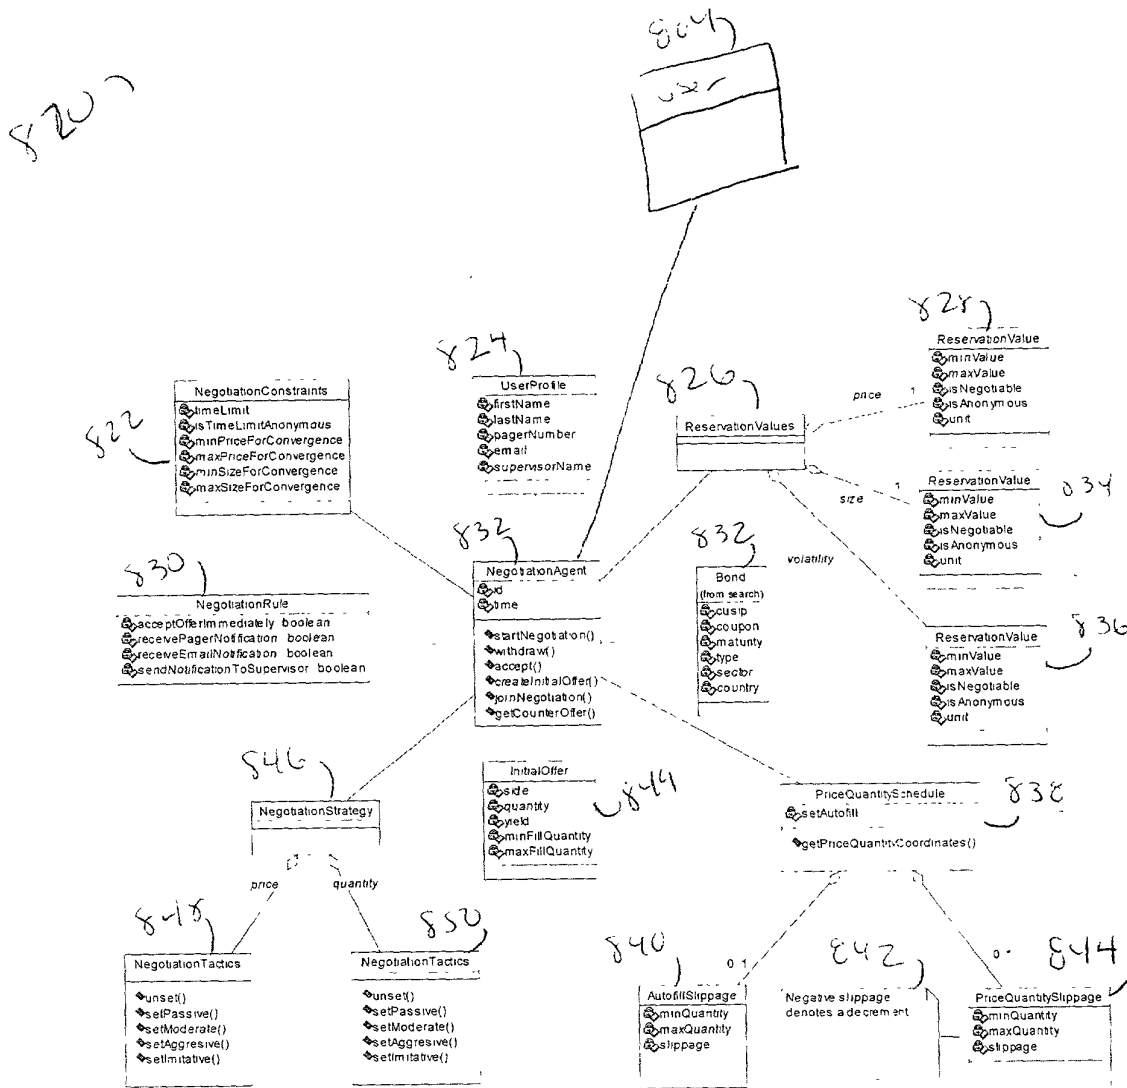 820
804
user
828
ReservationValue
minValue
maxValue
isNegotiable
isAnonymous
unit
824
UserProfile
firstName
lastName
pagerNumber
email
supervisorName
826
ReservationValues
price
1
822
NegotiationConstraints
timeLimit
isTimeLimitAnonymous
minPriceForConvergence
maxPriceForConvergence
minSizeForConvergence
maxSizeForConvergence
size
1
ReservationValue
minValue
maxValue
isNegotiable
isAnonymous
unit
034
830
NegotiationRule
acceptOfferImmediately boolean
receivePagerNotification boolean
receiveEmailNotification boolean
sendNotificationToSupervisor boolean
832
NegotiationAgent
id
time
startNegotiation()
withdraw()
accept()
createInitialOffer()
joinNegotiation()
getCounterOffer()
832
Bond
(from search)
cusip
coupon
maturity
type
sector
country
volatility
ReservationValue
minValue
maxValue
isNegotiable
isAnonymous
unit
836
846
NegotiationStrategy
price
quantity
InitialOffer
side
quantity
yield
minFillQuantity
maxFillQuantity
844
PriceQuantitySchedule
setAutofill
getPriceQuantityCoordinates()
838
848
NegotiationTactics
unset()
setPassive()
setModerate()
setAggresive()
setImitative()
850
NegotiationTactics
unset()
setPassive()
setModerate()
setAggresive()
setImitative()
840
0 1
AutofillSlippage
minQuantity
maxQuantity
slippage
842
Negative slippage
denotes a decrement
0
844
PriceQuantitySlippage
minQuantity
maxQuantity
slippage